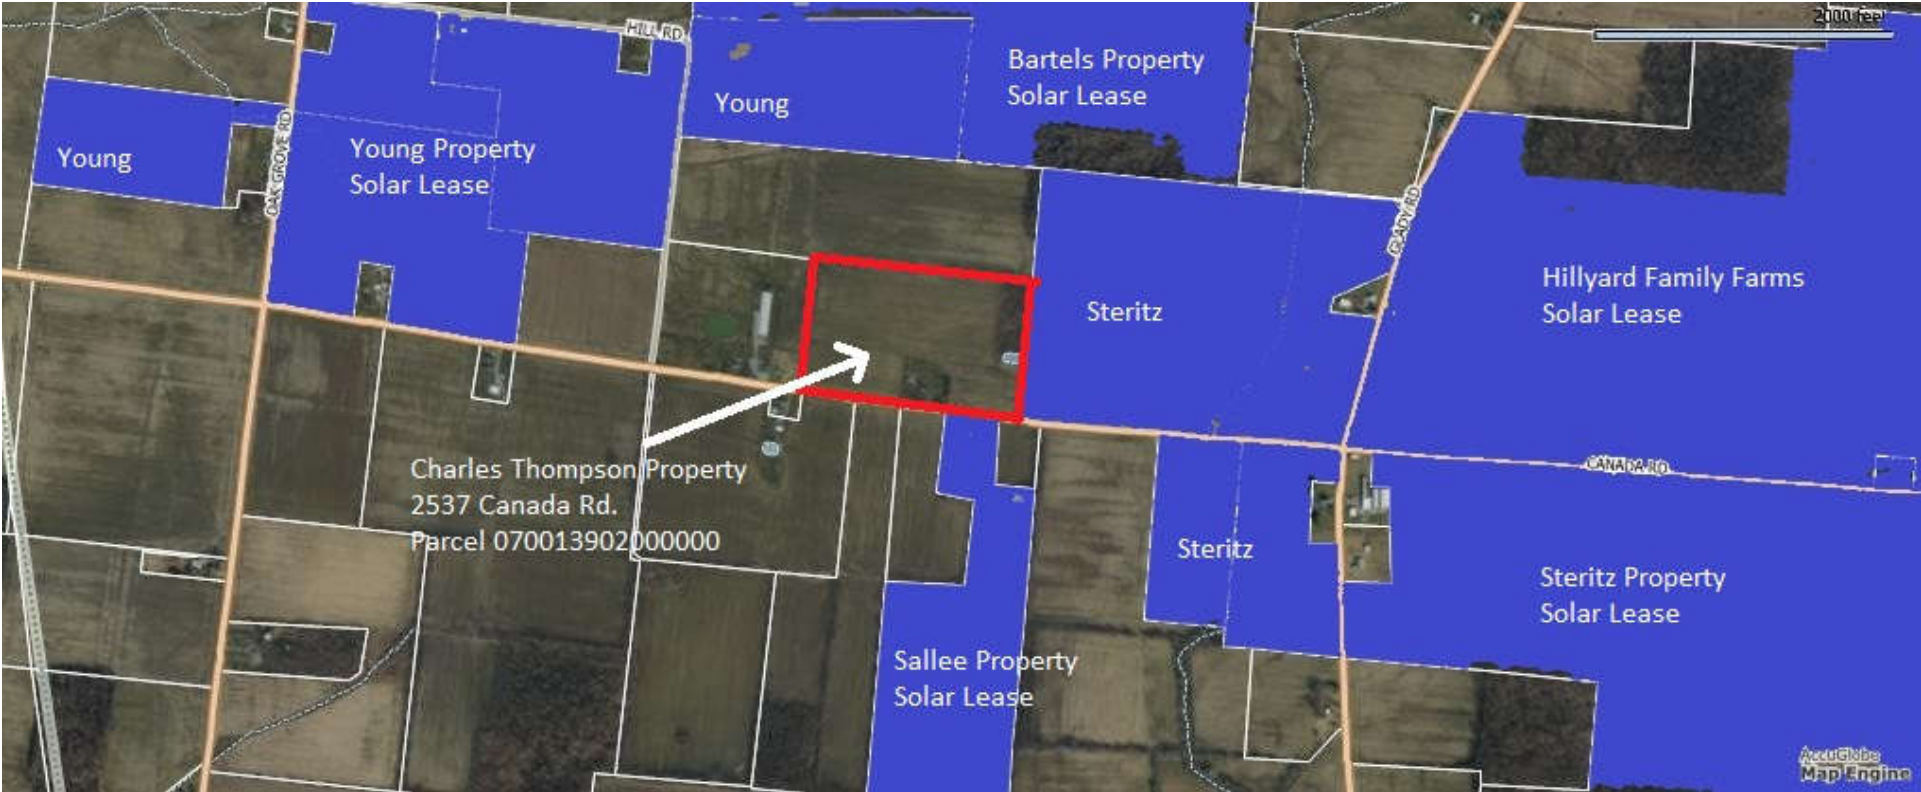 HILL RD
2000 feet
Bartels Property
Solar Lease
Young
OAK GROVE RD
Young
Young Property
Solar Lease
GLADY RD
Hillyard Family Farms
Solar Lease
Steritz
Charles Thompson Property
2537 Canada Rd.
Parcel 070013902000000
CANADA RD
Steritz
Steritz Property
Solar Lease
Sallee Property
Solar Lease
AccuGlobe
Map Engine